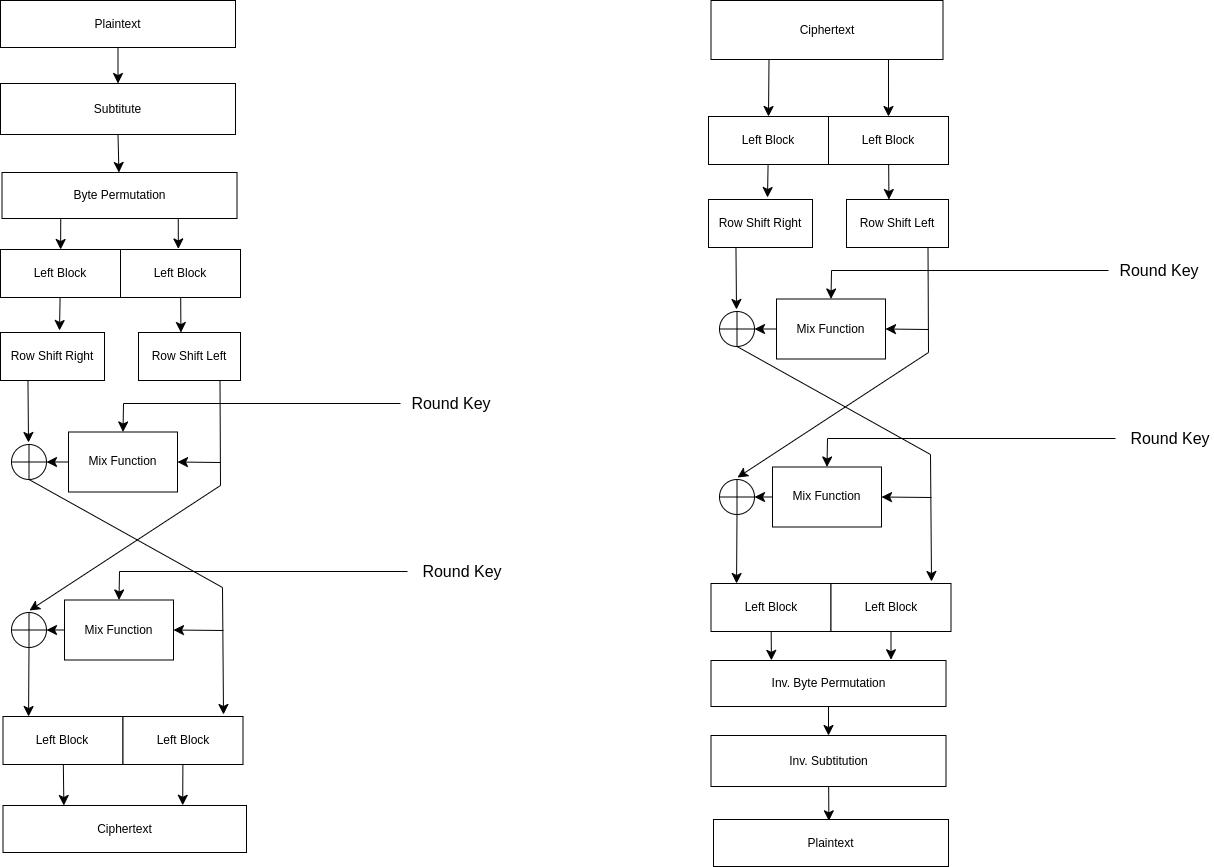 Plaintext
Subtitute
Byte Permutation
Left Block
Left Block
Row Shift Right
Row Shift Left
Round Key
Mix Function
Round Key
Mix Function
Left Block
Left Block
Ciphertext
Ciphertext
Left Block
Left Block
Row Shift Right
Row Shift Left
Round Key
Mix Function
Round Key
Mix Function
Left Block
Left Block
Inv. Byte Permutation
Inv. Subtitution
Plaintext